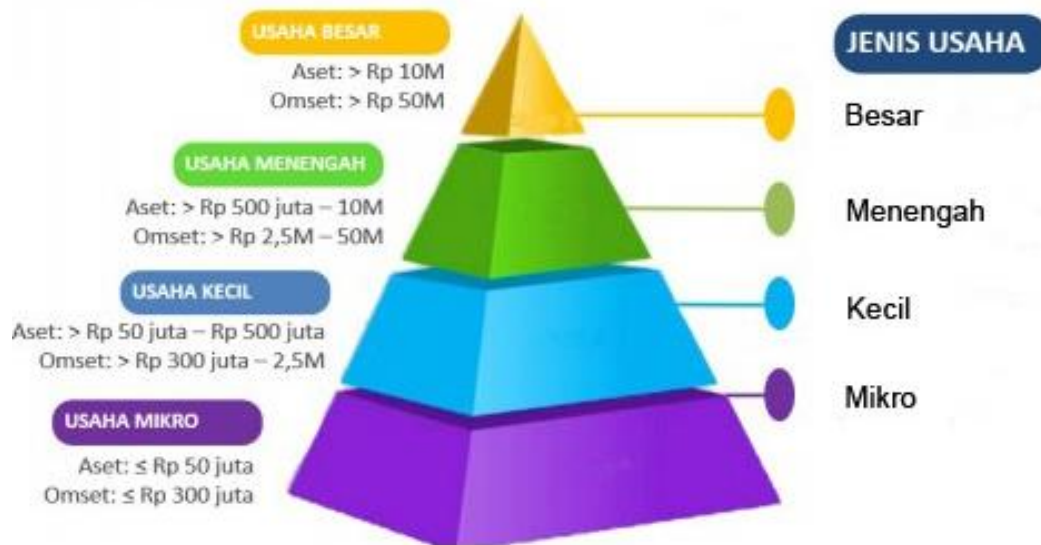 USAHA BESAR
Aset: > Rp 10M
Omset: > Rp 50M
USAHA MENENGAH
Aset: > Rp 500 juta – 10M
Omset: > Rp 2,5M – 50M
USAHA KECIL
Aset: > Rp 50 juta – Rp 500 juta
Omset: > Rp 300 juta – 2,5M
USAHA MIKRO
Aset: ≤ Rp 50 juta
Omset: ≤ Rp 300 juta
JENIS USAHA
Besar
Menengah
Kecil
Mikro